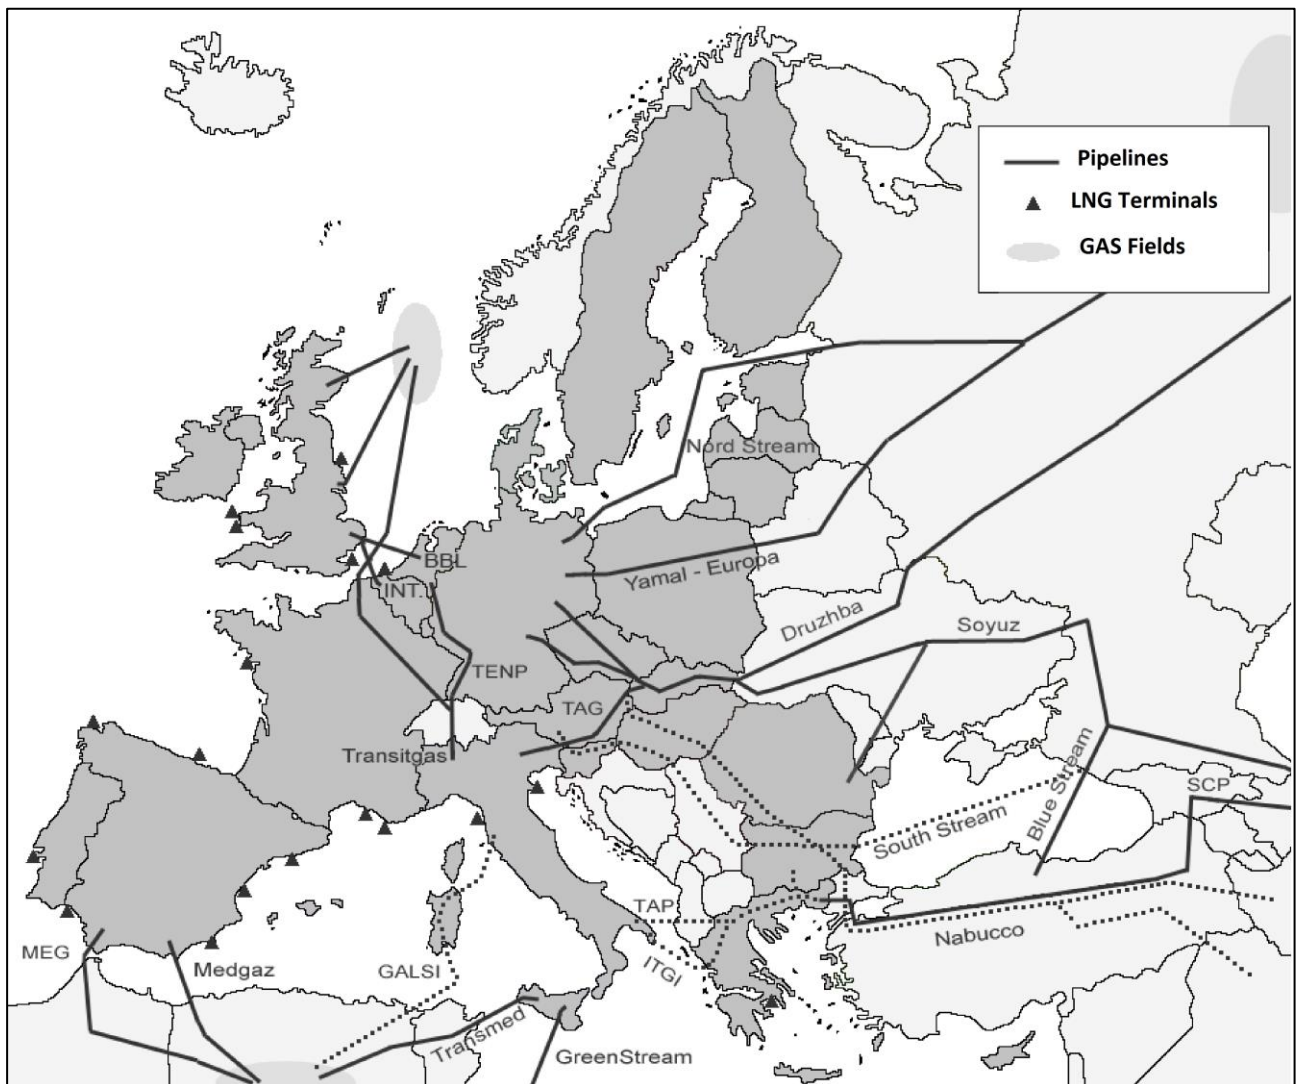 Pipelines
LNG Terminals
GAS Fields
Nord Stream
BBL
Yamal - Europa
INT.
Druzhba
Soyuz
TENP
TAG
Transitgas
Blue Stream
SCP
South Stream
TAP
Nabucco
MEG
Medgaz
GALSI
ITGI
Transmed
GreenStream